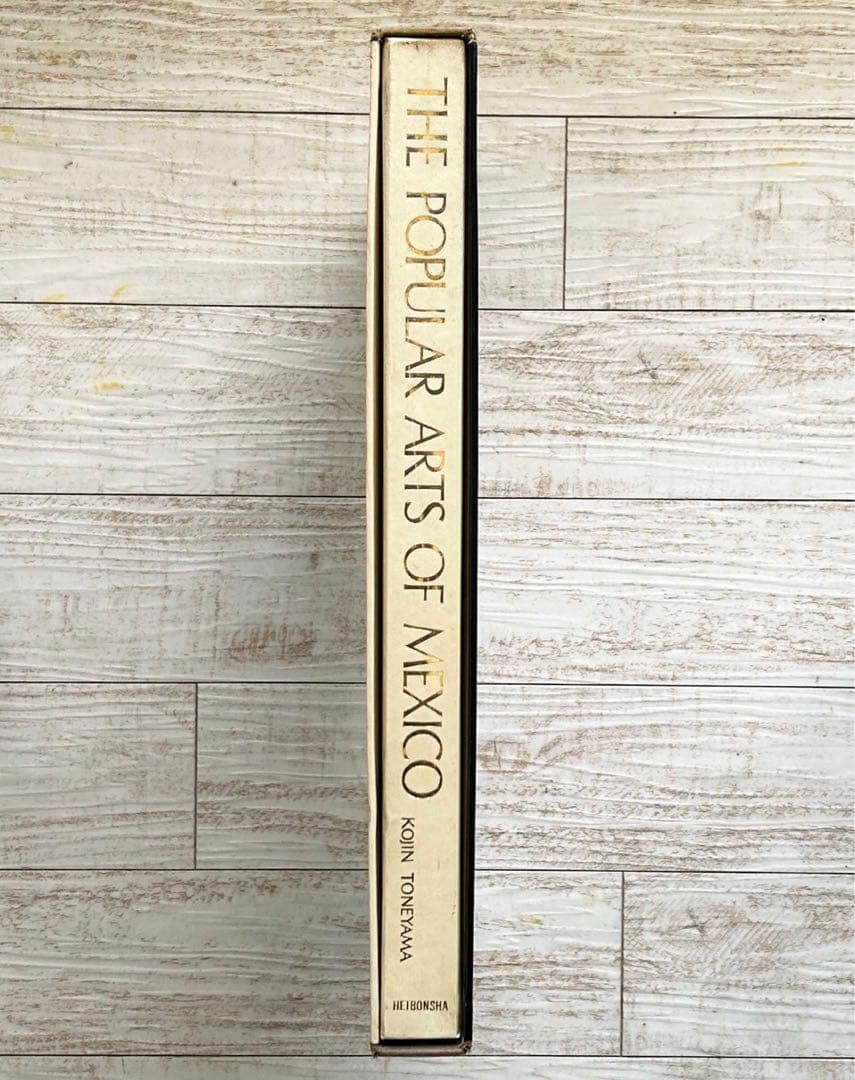 THE POPULAR ARTS OF MEXICO
KOJIN TONEYAMA
HEIBONSHA